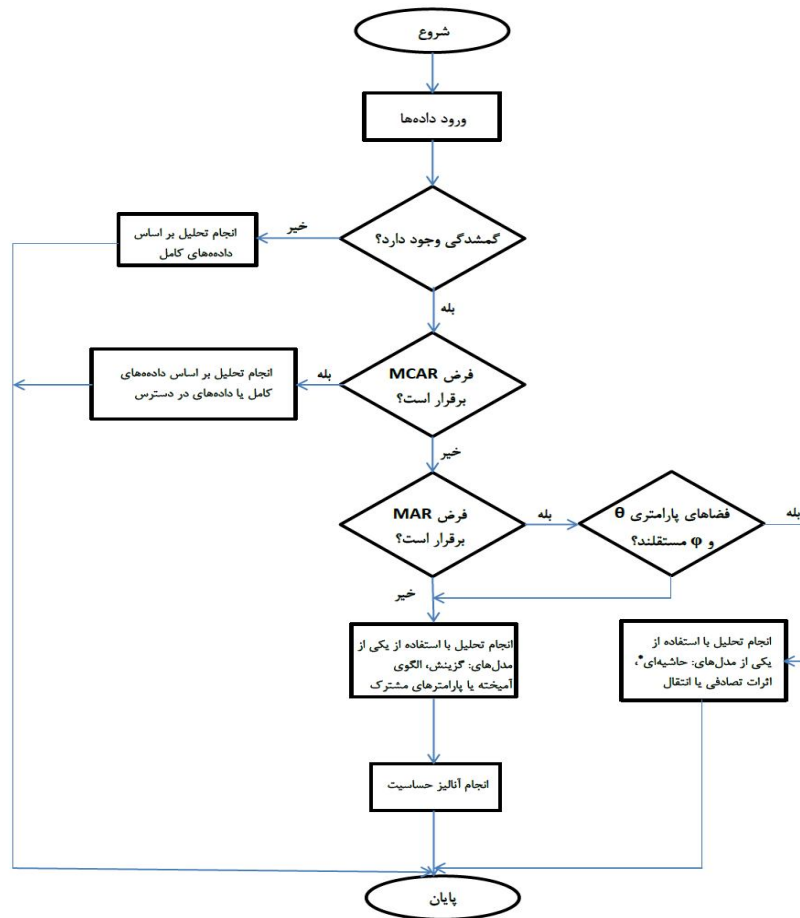 شروع
ورود داده‌ها
گمشدگی وجود دارد؟
خیر
انجام تحلیل بر اساس
داده‌های کامل
بله
فرض MCAR
برقرار است؟
بله
انجام تحلیل بر اساس داده‌های
کامل یا داده‌های در دسترس
خیر
فرض MAR
برقرار است؟
بله
فضاهای پارامتری θ
و φ مستقلند؟
بله
خیر
انجام تحلیل با استفاده از یکی از
مدل‌های: گزینش، الگوی
آمیخته یا پارامترهای مشترک
انجام تحلیل با استفاده از
یکی از مدل‌های: حاشیه‌ای*،
اثرات تصادفی یا انتقال
انجام آنالیز حساسیت
پایان